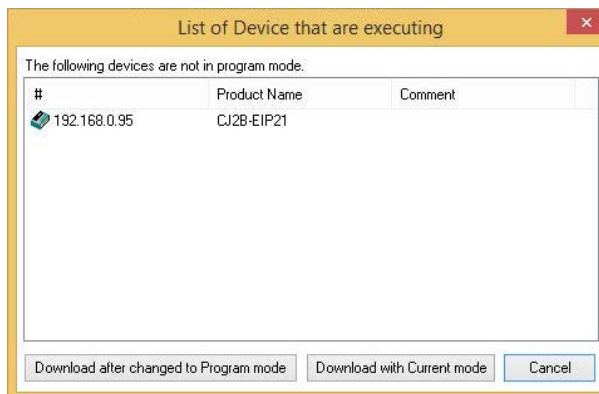 List of Device that are executing
The following devices are not in program mode.
# Product Name Comment
192.168.0.95 CJ2B-EIP21
Download after changed to Program mode Download with Current mode Cancel